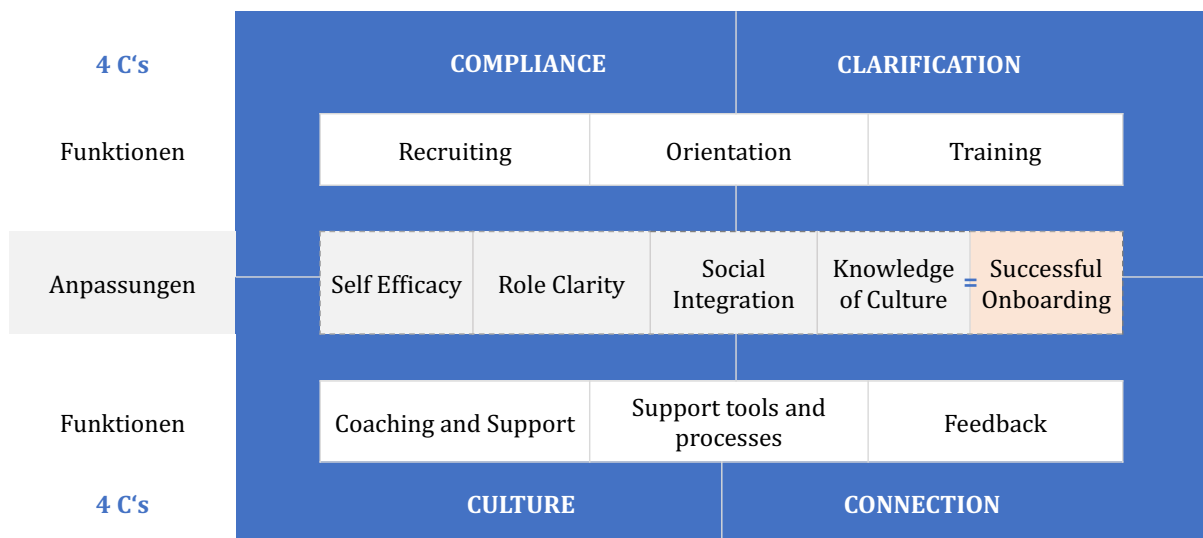 4 C‘s COMPLIANCE CLARIFICATION
Funktionen Recruiting Orientation Training
Anpassungen Self Efficacy Role Clarity Social Integration Knowledge of Culture = Successful Onboarding
Funktionen Coaching and Support Support tools and processes Feedback
4 C‘s CULTURE CONNECTION